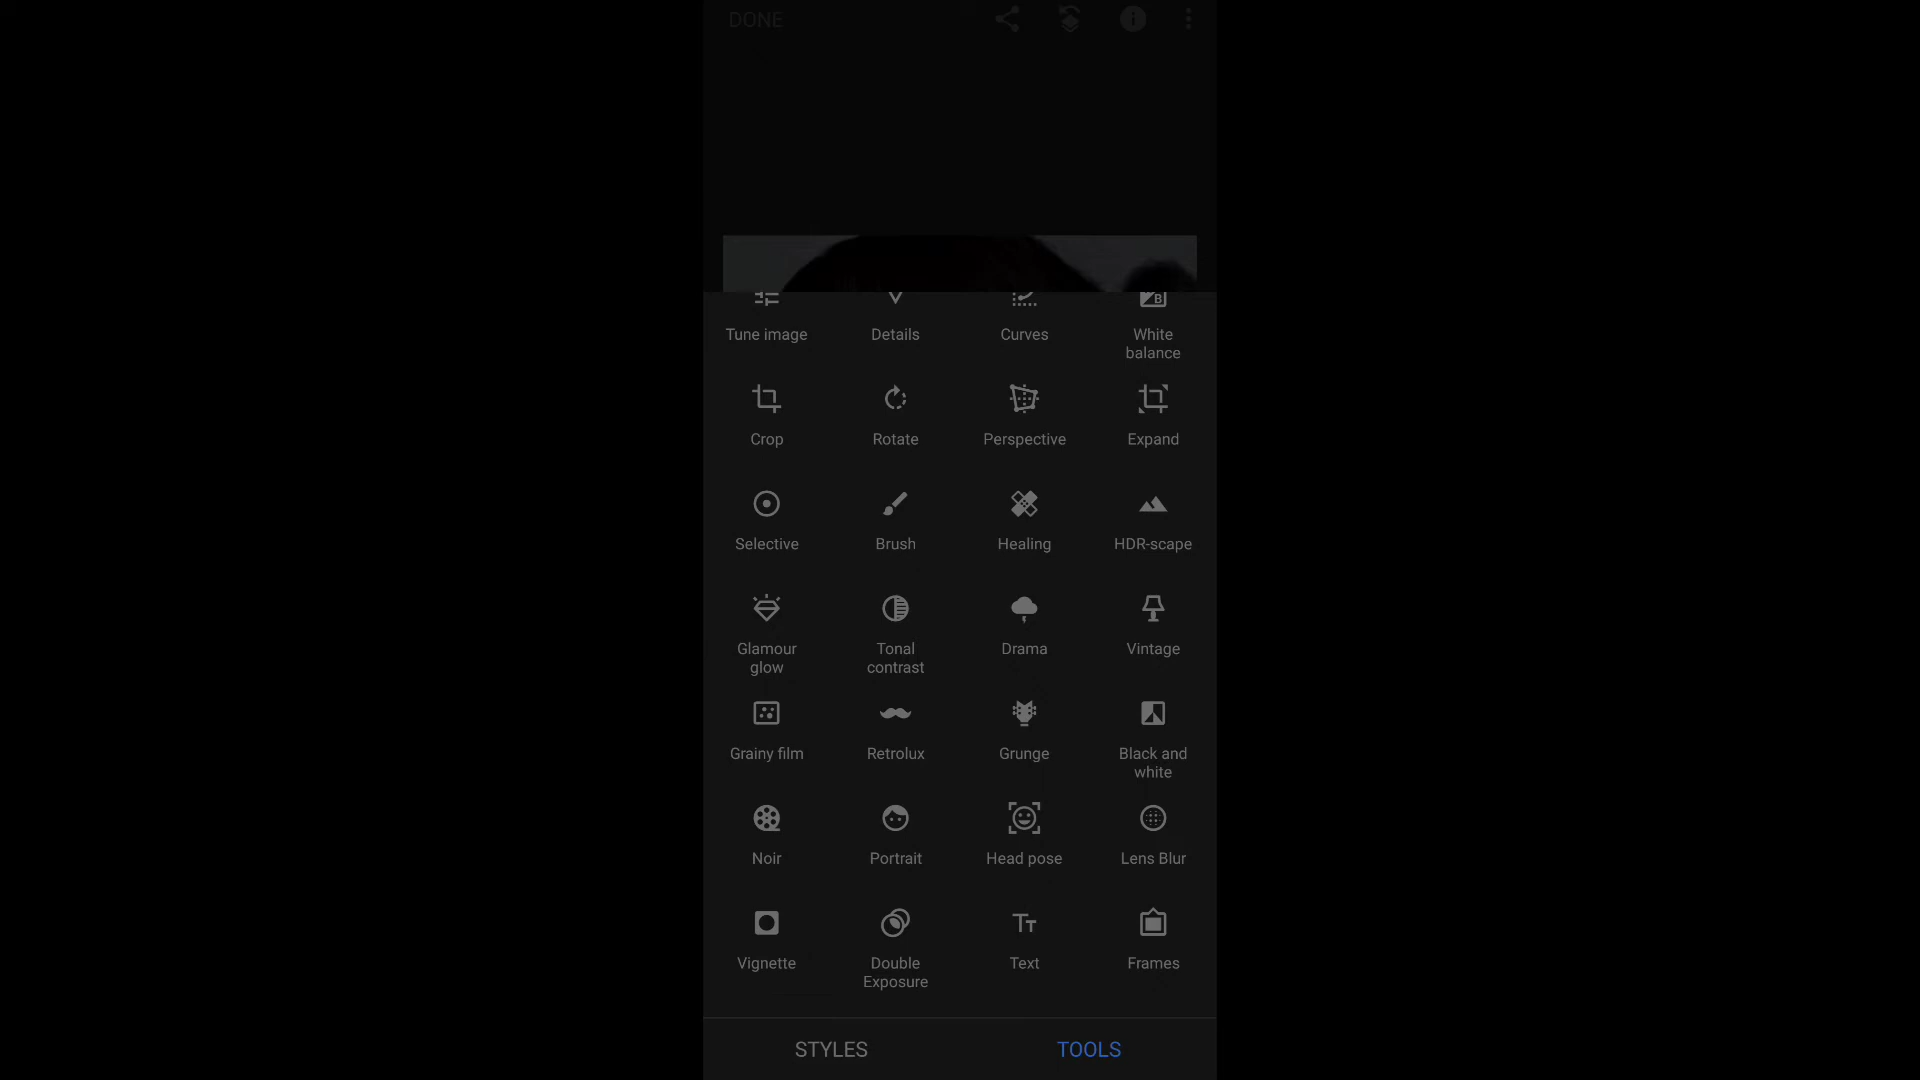 DONE
Tune image Details Curves White
balance
Crop Rotate Perspective Expand
Selective Brush Healing HDR-scape
Glamour Tonal Drama Vintage
glow contrast
Grainy film Retrolux Grunge Black and
white
Noir Portrait Head pose Lens Blur
Vignette Double Text Frames
Exposure
STYLES TOOLS